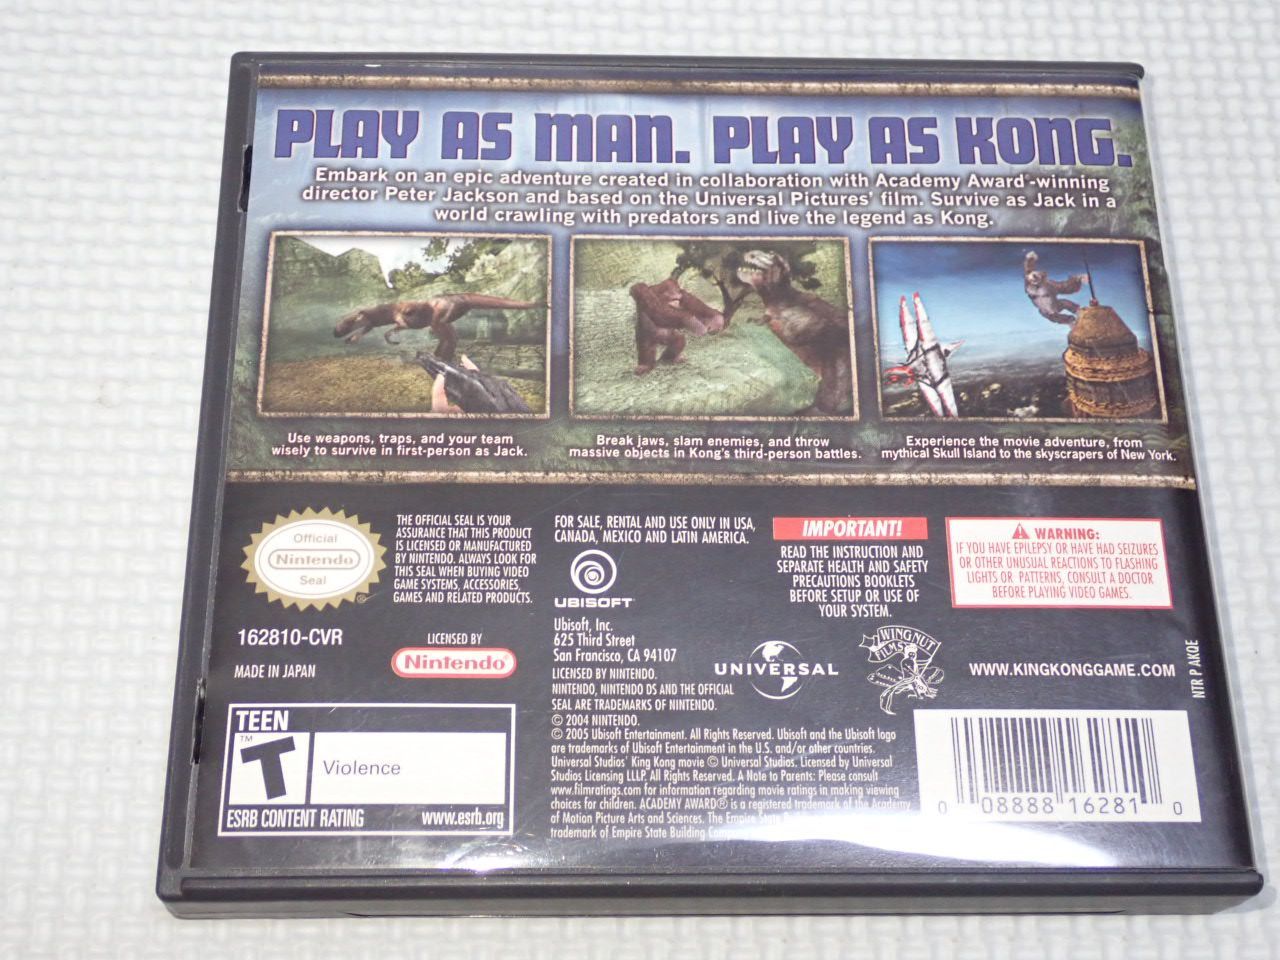 PLAY AS MAN. PLAY AS KONG.
Embark on an epic adventure created in collaboration with Academy Award®-winning
director Peter Jackson and based on the Universal Pictures' film. Survive as Jack in a
world crawling with predators and live the legend as Kong.
Use weapons, traps, and your team
wisely to survive in first-person as Jack.
Break jaws, slam enemies, and throw
massive objects in Kong's third-person battles.
Experience the movie adventure, from
mythical Skull Island to the skyscrapers of New York.
Official
Nintendo
Seal
THE OFFICIAL SEAL IS YOUR
ASSURANCE THAT THIS PRODUCT
IS LICENSED OR MANUFACTURED
BY NINTENDO. ALWAYS LOOK FOR
THIS SEAL WHEN BUYING VIDEO
GAME SYSTEMS, ACCESSORIES,
GAMES AND RELATED PRODUCTS.
162810-CVR
MADE IN JAPAN
LICENSED BY
Nintendo®
TEEN
T
TM
Violence
ESRB CONTENT RATING www.esrb.org
FOR SALE, RENTAL AND USE ONLY IN USA,
CANADA, MEXICO AND LATIN AMERICA.
UBISOFT
Ubisoft, Inc.
625 Third Street
San Francisco, CA 94107
LICENSED BY NINTENDO.
NINTENDO, NINTENDO DS AND THE OFFICIAL
SEAL ARE TRADEMARKS OF NINTENDO.
© 2004 NINTENDO.
© 2005 Ubisoft Entertainment. All Rights Reserved. Ubisoft and the Ubisoft logo
are trademarks of Ubisoft Entertainment in the U.S. and/or other countries.
Universal Studios' King Kong movie © Universal Studios. Licensed by Universal
Studios Licensing LLLP. All Rights Reserved. A Note to Parents: Please consult
www.filmratings.com for information regarding movie ratings in making viewing
choices for children. ACADEMY AWARD® is a registered trademark of the Academy
of Motion Picture Arts and Sciences. The Empire State
trademark of Empire State Building
IMPORTANT!
READ THE INSTRUCTION AND
SEPARATE HEALTH AND SAFETY
PRECAUTIONS BOOKLETS
BEFORE SETUP OR USE OF
YOUR SYSTEM.
WARNING:
IF YOU HAVE EPILEPSY OR HAVE HAD SEIZURES
OR OTHER UNUSUAL REACTIONS TO FLASHING
LIGHTS OR PATTERNS, CONSULT A DOCTOR
BEFORE PLAYING VIDEO GAMES.
UNIVERSAL
WINGNUT
FILMS
WWW.KINGKONGGAME.COM
NTR P AKQE
0 08888 16281 0